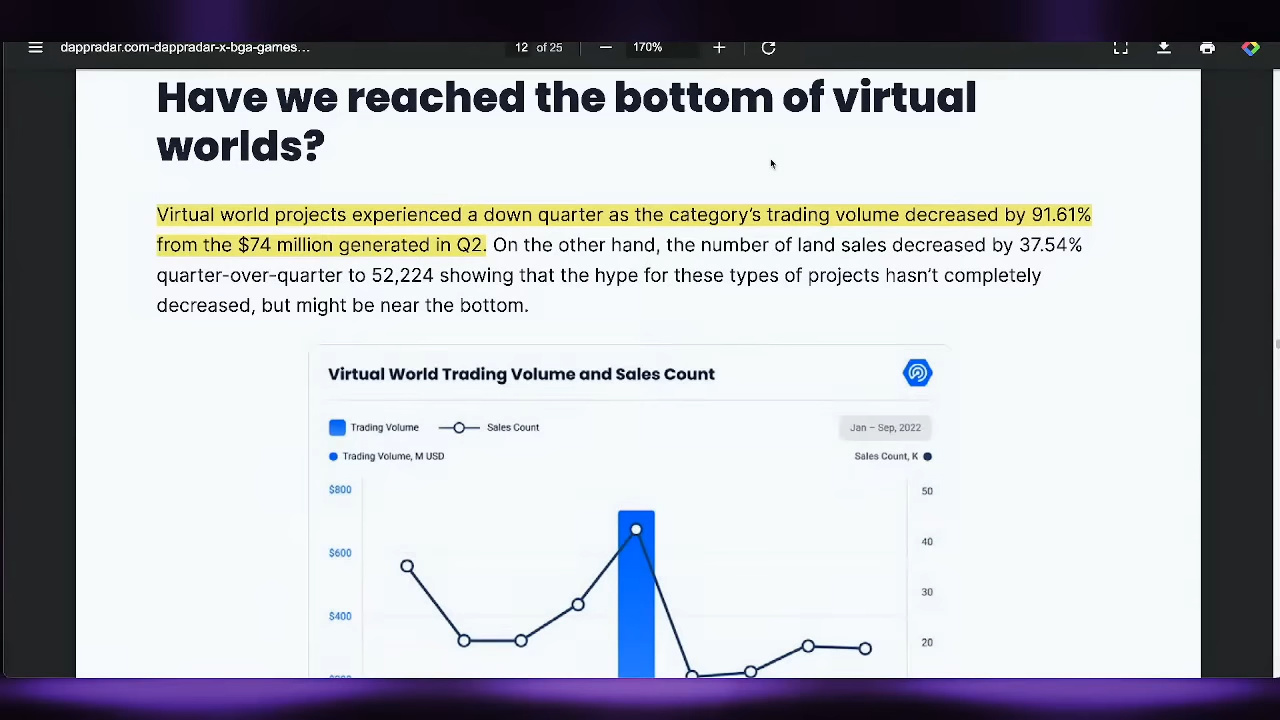 dappradar.com-dappradar-x-bga-games...
12 of 25
170%
Have we reached the bottom of virtual
worlds?
Virtual world projects experienced a down quarter as the category's trading volume decreased by 91.61%
from the $74 million generated in Q2. On the other hand, the number of land sales decreased by 37.54%
quarter-over-quarter to 52,224 showing that the hype for these types of projects hasn't completely
decreased, but might be near the bottom.
Virtual World Trading Volume and Sales Count
Trading Volume
Sales Count
Jan – Sep, 2022
Trading Volume, M USD
Sales Count, K
$800
50
$600
40
30
$400
20